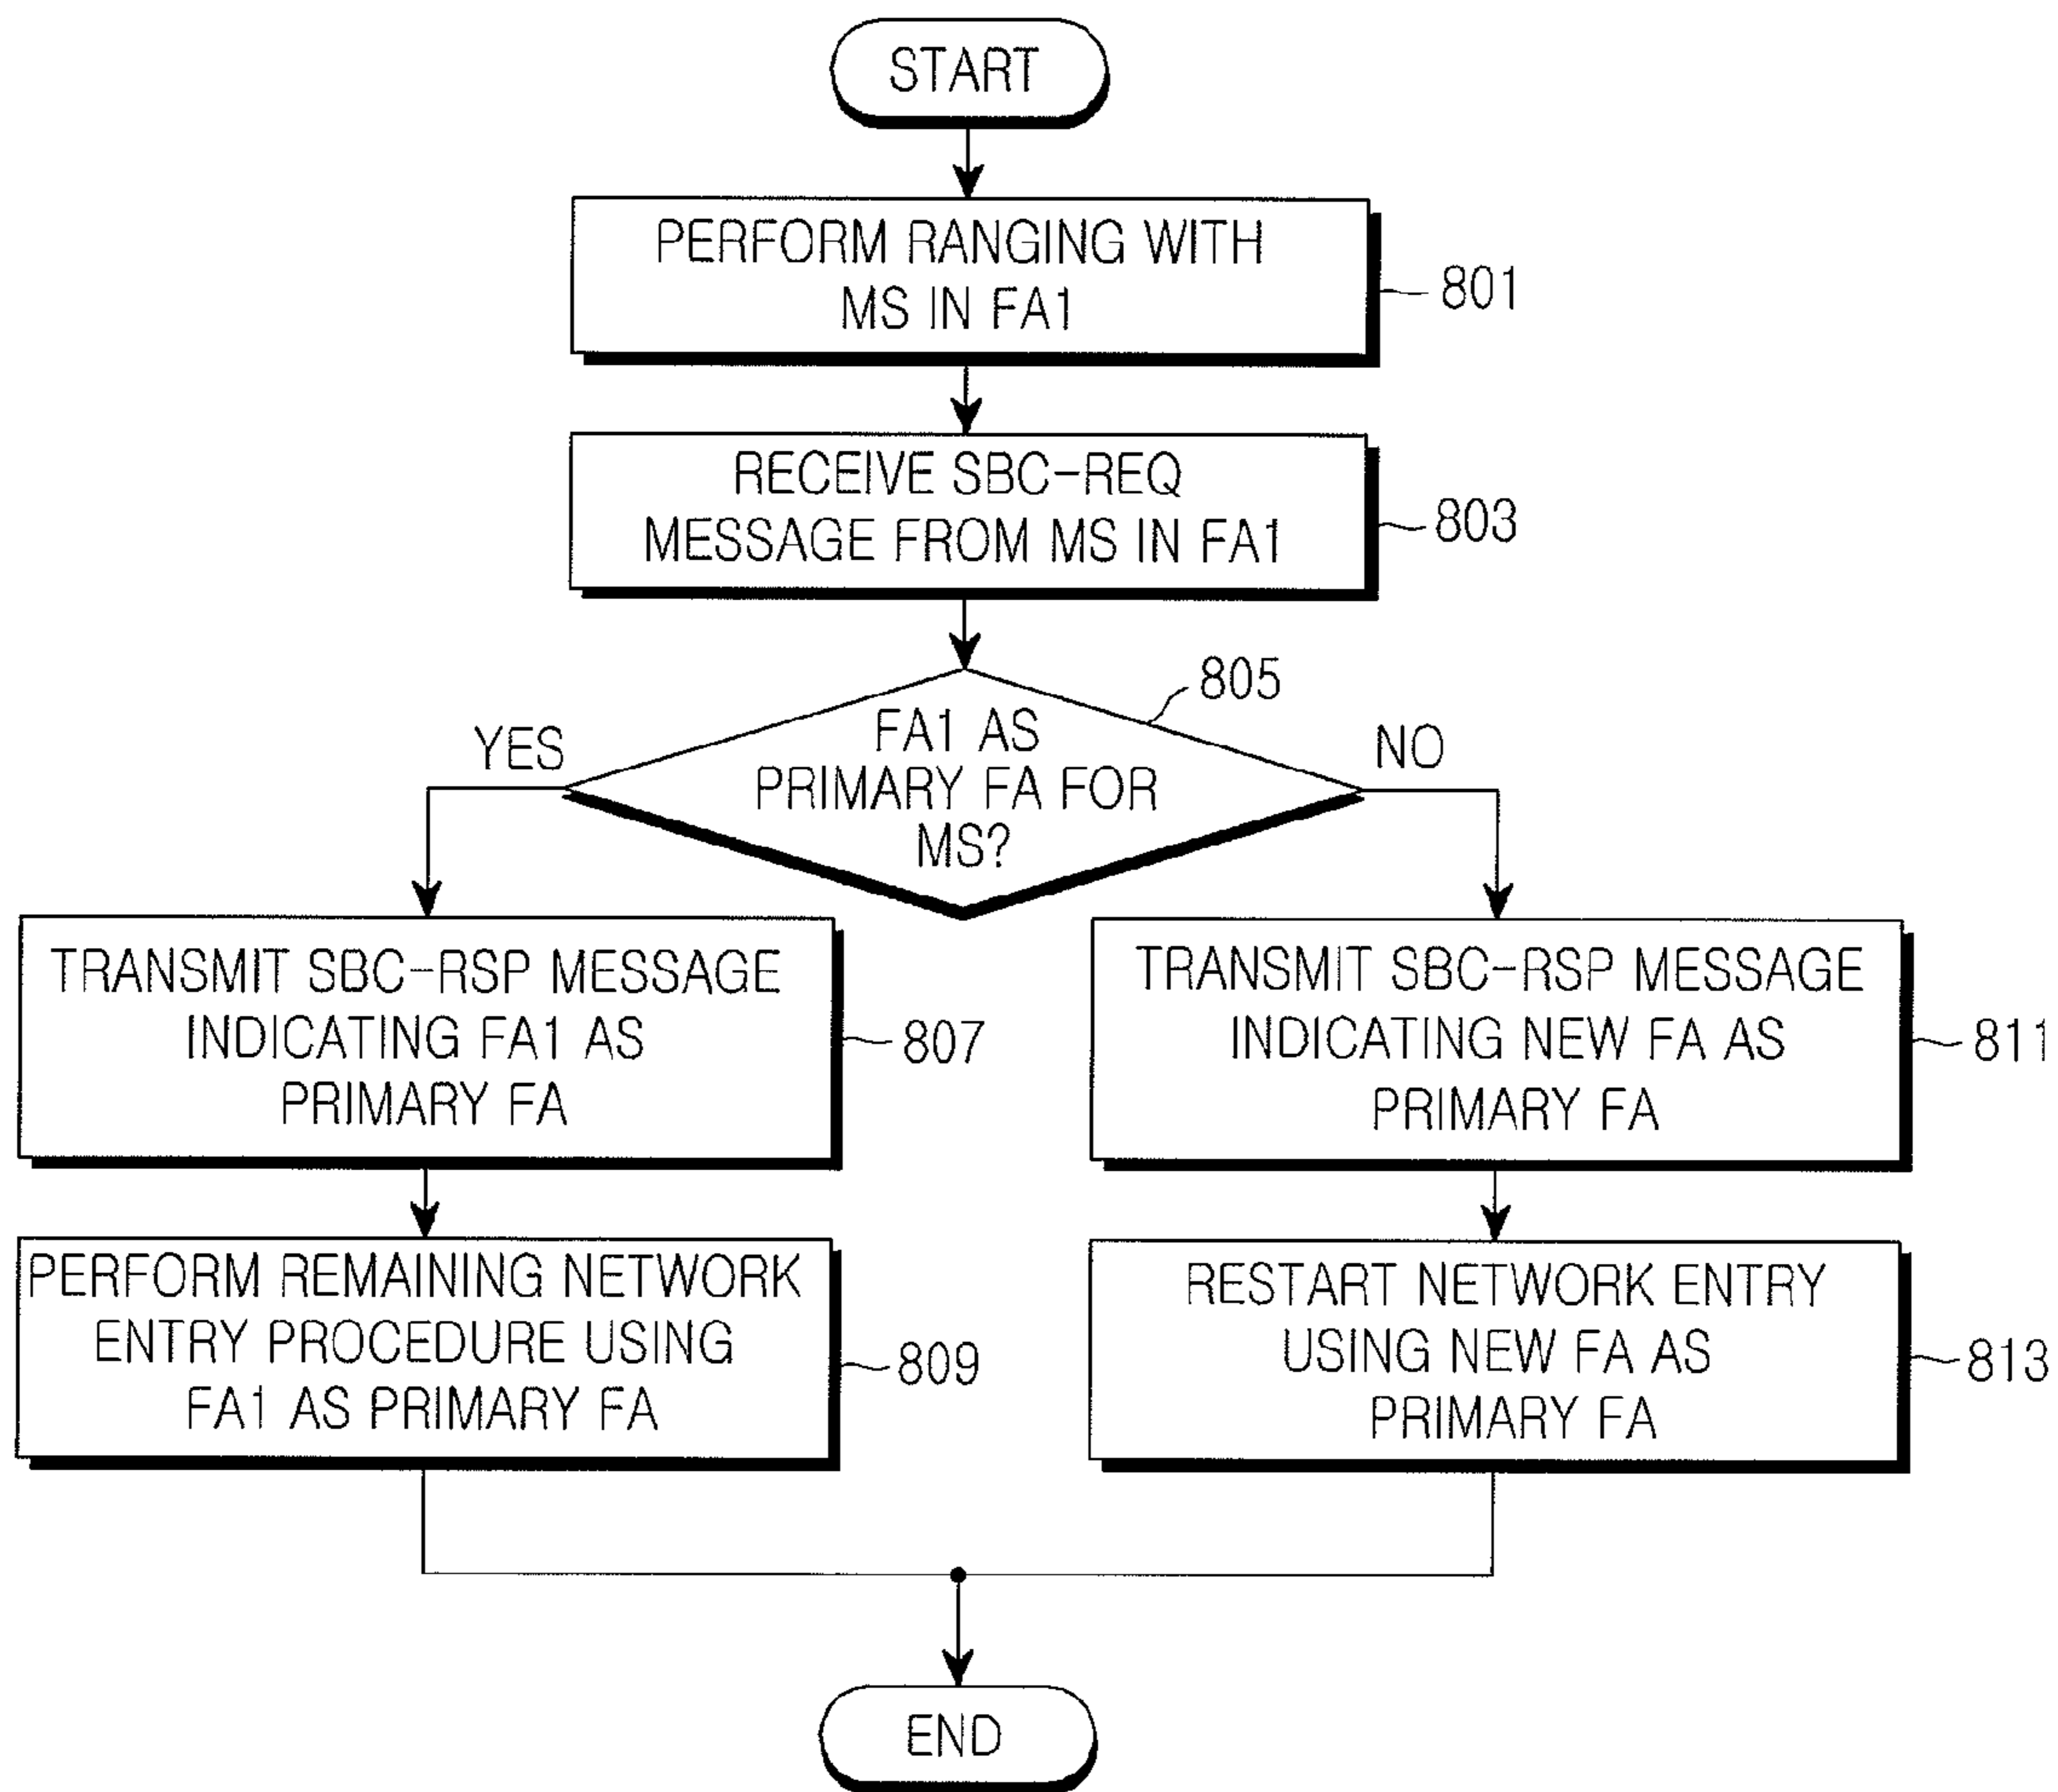 START
PERFORM RANGING WITH
MS IN FA1
801
RECEIVE SBC-REQ
MESSAGE FROM MS IN FA1
803
805
FA1 AS
PRIMARY FA FOR
MS?
YES
NO
TRANSMIT SBC-RSP MESSAGE
INDICATING FA1 AS
PRIMARY FA
807
TRANSMIT SBC-RSP MESSAGE
INDICATING NEW FA AS
PRIMARY FA
811
PERFORM REMAINING NETWORK
ENTRY PROCEDURE USING
FA1 AS PRIMARY FA
809
RESTART NETWORK ENTRY
USING NEW FA AS
PRIMARY FA
813
END